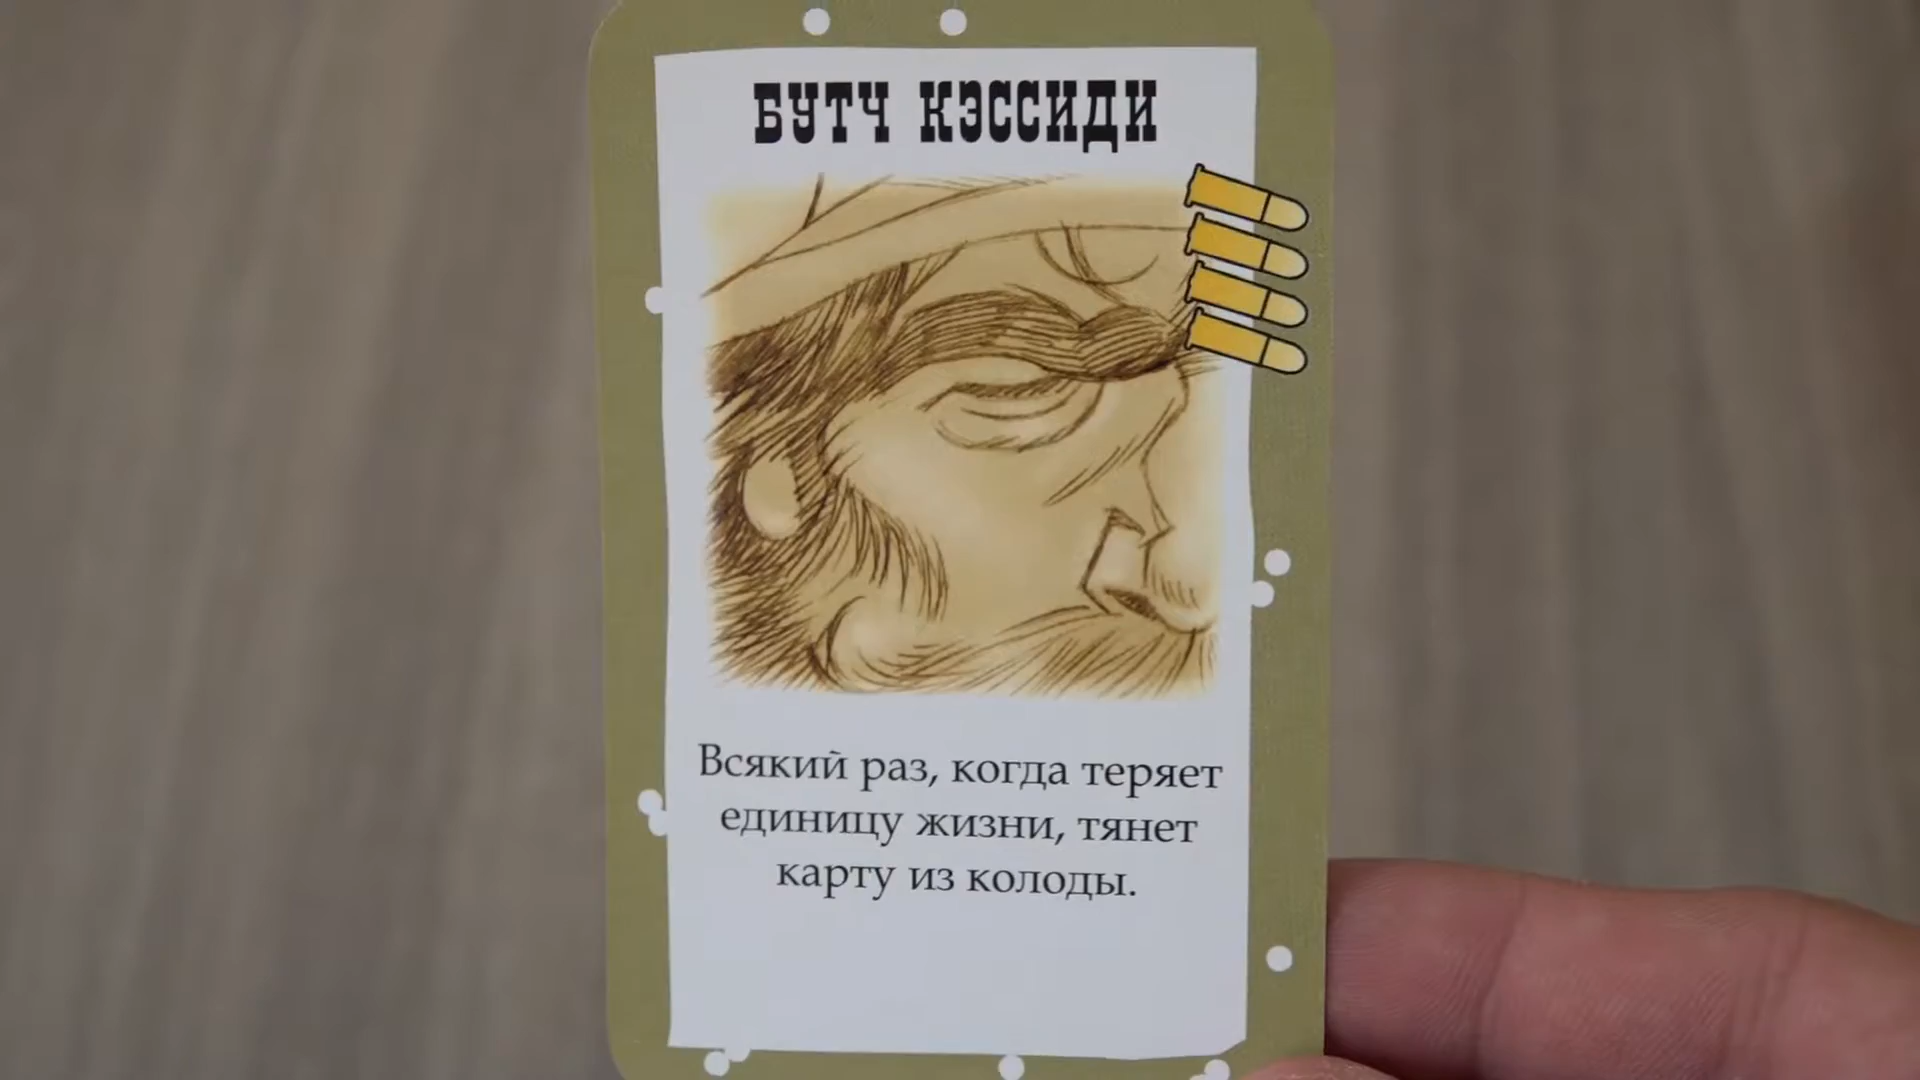 БУТЧ КЭССИДИ
Всякий раз, когда теряет
единицу жизни, тянет
карту из колоды.